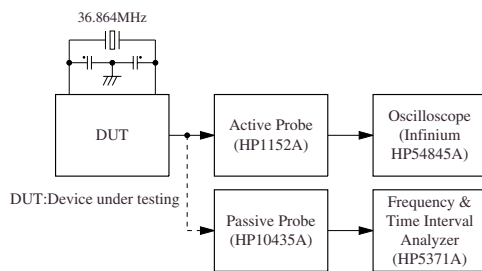 36.864MHz
DUT
Active Probe
(HP1152A)
Oscilloscope
(Infinium
HP54845A)
DUT:Device under testing
Passive Probe
(HP10435A)
Frequency &
Time Interval
Analyzer
(HP5371A)